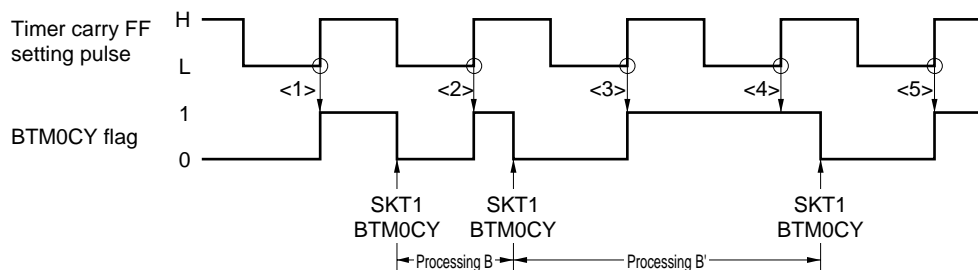 Timer carry FF
setting pulse
H
L
<1>
<2>
<3>
<4>
<5>
BTM0CY flag
1
0
SKT1
BTM0CY
SKT1
BTM0CY
SKT1
BTM0CY
Processing B
Processing B'